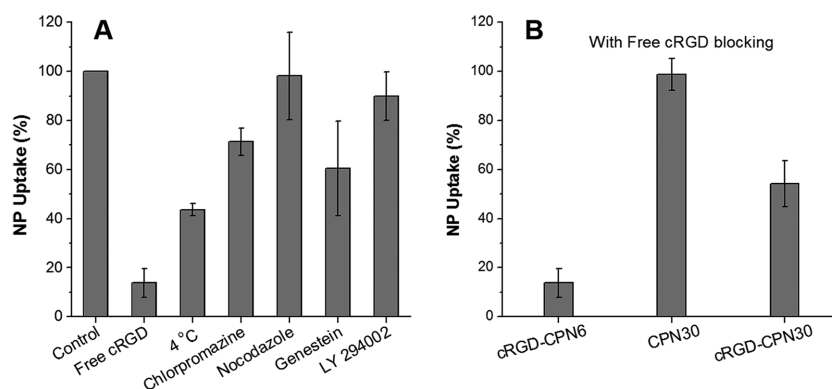 A
NP Uptake (%)
120
100
80
60
40
20
0
Control
Free cRGD
4 °C
Chlorpromazine
Nocodazole
Genestein
LY 294002
B
With Free cRGD blocking
NP Uptake (%)
120
100
80
60
40
20
0
cRGD-CPN6
CPN30
cRGD-CPN30